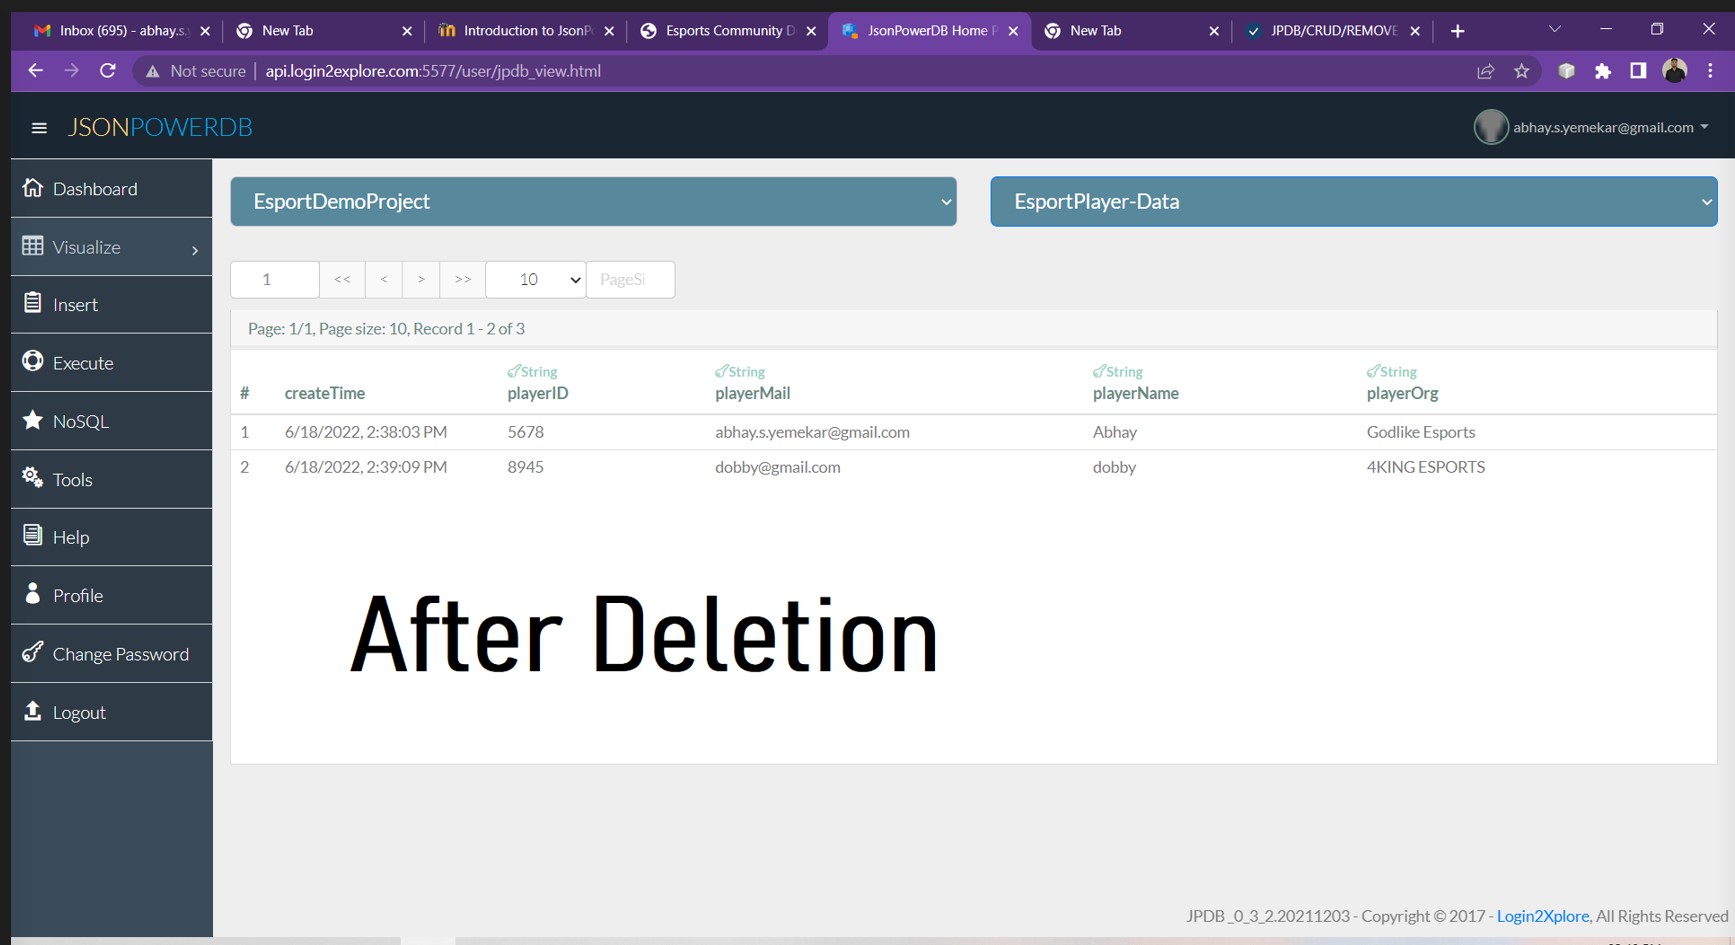 Inbox (695) - abhay.s. New Tab Introduction to JsonP Esports Community D JsonPowerDB Home P New Tab JPDB/CRUD/REMOVE
Not secure api.login2explore.com:5577/user/jpdb_view.html
JSONPOWERDB abhay.s.yemekar@gmail.com
Dashboard
Visualize
Insert
Execute
NoSQL
Tools
Help
Profile
Change Password
Logout
EsportDemoProject EsportPlayer-Data
1 << < > >> 10 PageSi
Page: 1/1, Page size: 10, Record 1 - 2 of 3
String String String String
# createTime playerID playerMail playerName playerOrg
1 6/18/2022, 2:38:03 PM 5678 abhay.s.yemekar@gmail.com Abhay Godlike Esports
2 6/18/2022, 2:39:09 PM 8945 dobby@gmail.com dobby 4KING ESPORTS
After Deletion
JPDB_0_3_2.20211203 - Copyright © 2017 - Login2Xplore, All Rights Reserved